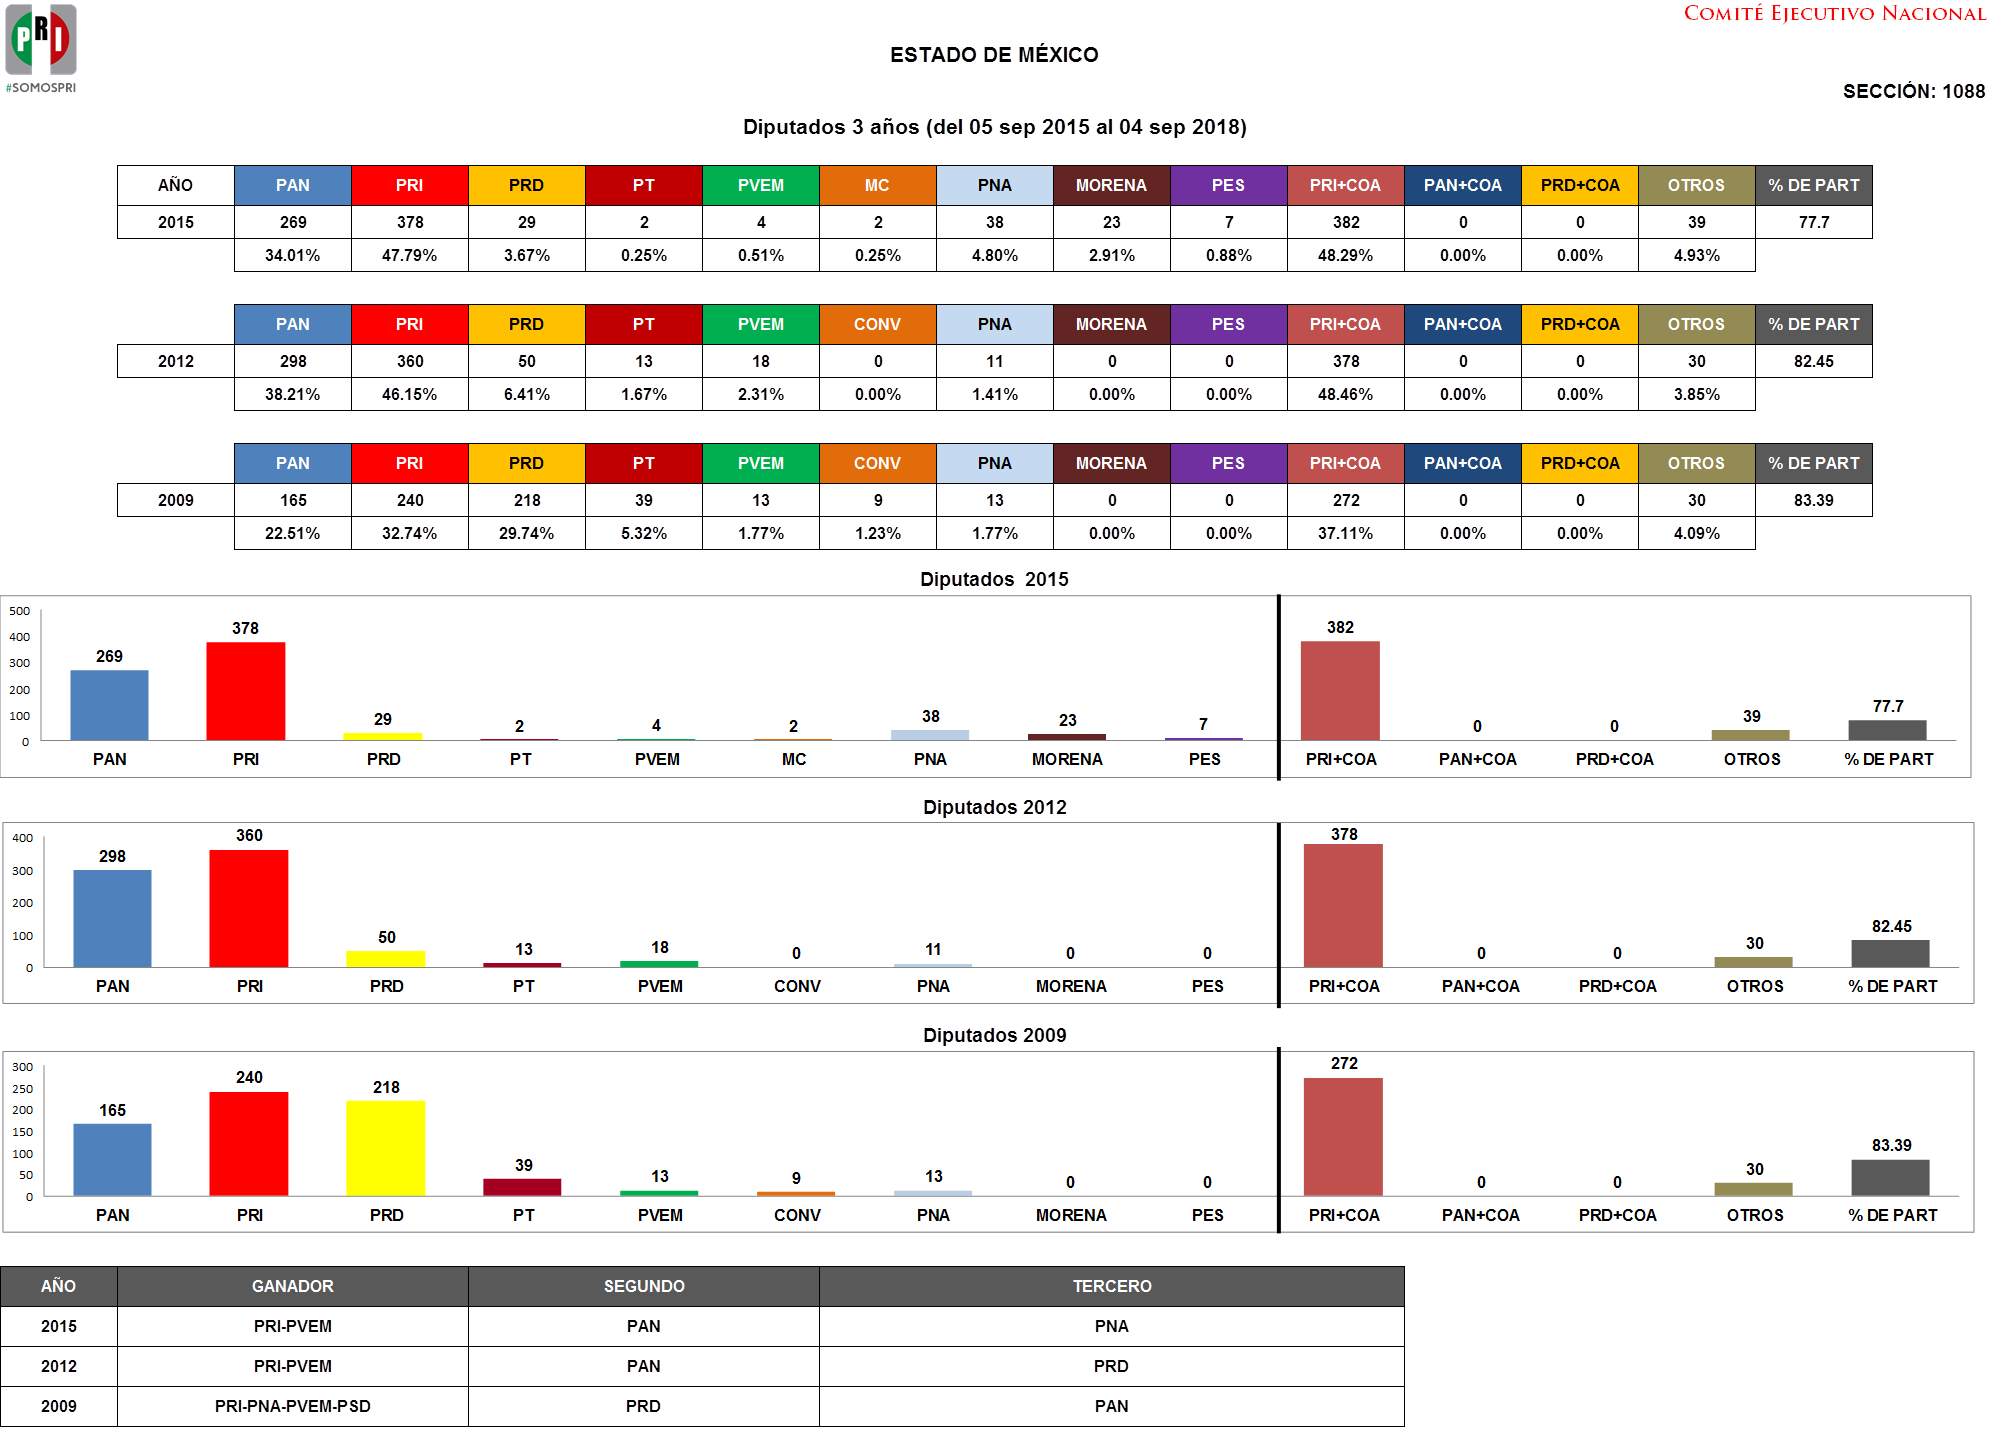 PRI
#SOMOSPRI
COMITÉ EJECUTIVO NACIONAL
ESTADO DE MÉXICO
SECCIÓN: 1088
Diputados 3 años (del 05 sep 2015 al 04 sep 2018)
AÑO PAN PRI PRD PT PVEM MC PNA MORENA PES PRI+COA PAN+COA PRD+COA OTROS % DE PART
2015 269 378 29 2 4 2 38 23 7 382 0 0 39 77.7
34.01% 47.79% 3.67% 0.25% 0.51% 0.25% 4.80% 2.91% 0.88% 48.29% 0.00% 0.00% 4.93%
PAN PRI PRD PT PVEM CONV PNA MORENA PES PRI+COA PAN+COA PRD+COA OTROS % DE PART
2012 298 360 50 13 18 0 11 0 0 378 0 0 30 82.45
38.21% 46.15% 6.41% 1.67% 2.31% 0.00% 1.41% 0.00% 0.00% 48.46% 0.00% 0.00% 3.85%
PAN PRI PRD PT PVEM CONV PNA MORENA PES PRI+COA PAN+COA PRD+COA OTROS % DE PART
2009 165 240 218 39 13 9 13 0 0 272 0 0 30 83.39
22.51% 32.74% 29.74% 5.32% 1.77% 1.23% 1.77% 0.00% 0.00% 37.11% 0.00% 0.00% 4.09%
Diputados 2015
500
400
300
200
100
0
269 378 29 2 4 2 38 23 7 382 0 0 39 77.7
PAN PRI PRD PT PVEM MC PNA MORENA PES PRI+COA PAN+COA PRD+COA OTROS % DE PART
Diputados 2012
400
300
200
100
0
298 360 50 13 18 0 11 0 0 378 0 0 30 82.45
PAN PRI PRD PT PVEM CONV PNA MORENA PES PRI+COA PAN+COA PRD+COA OTROS % DE PART
Diputados 2009
300
250
200
150
100
50
0
165 240 218 39 13 9 13 0 0 272 0 0 30 83.39
PAN PRI PRD PT PVEM CONV PNA MORENA PES PRI+COA PAN+COA PRD+COA OTROS % DE PART
AÑO GANADOR SEGUNDO TERCERO
2015 PRI-PVEM PAN PNA
2012 PRI-PVEM PAN PRD
2009 PRI-PNA-PVEM-PSD PRD PAN